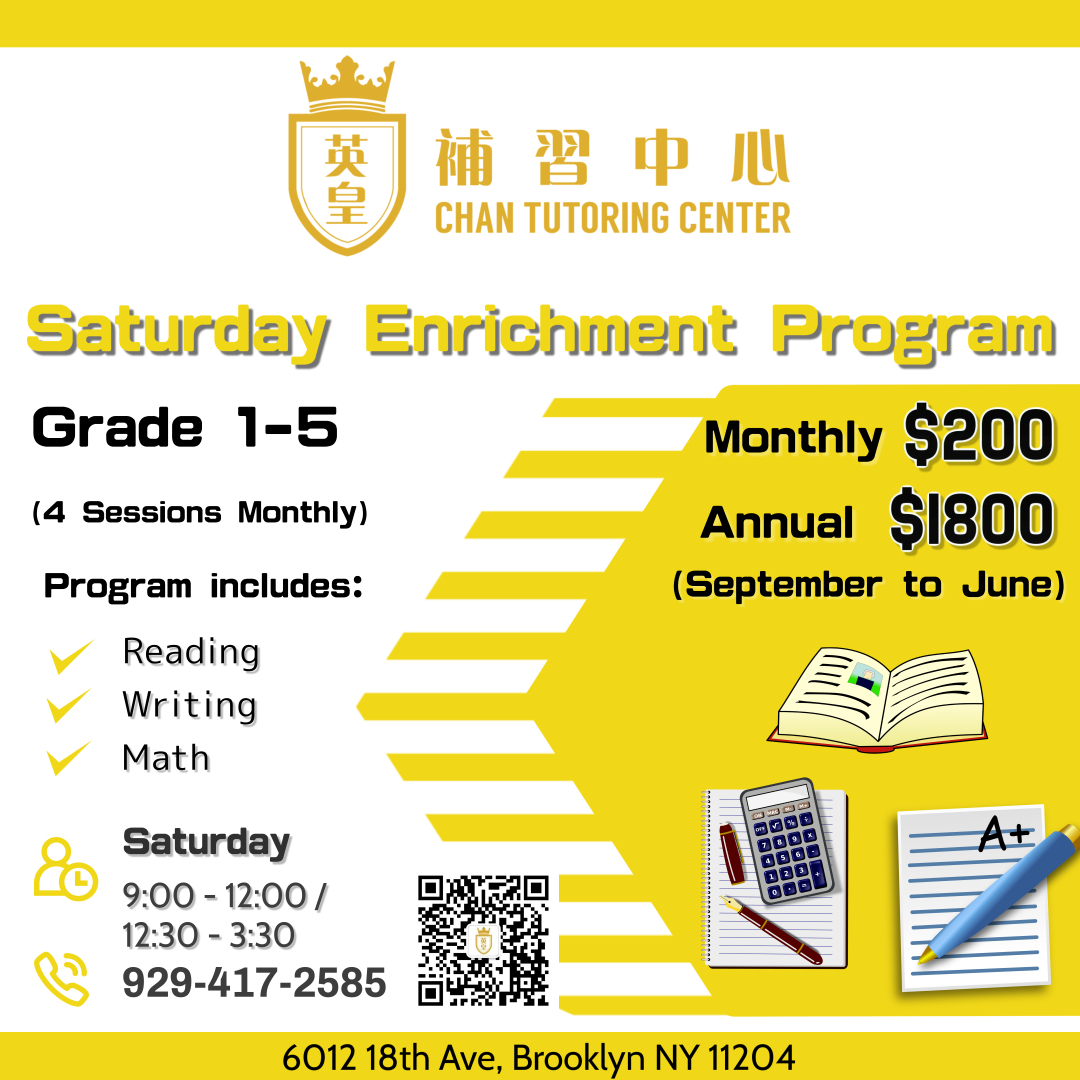 英皇
補習中心
CHAN TUTORING CENTER
Saturday Enrichment Program
Grade 1-5
(4 Sessions Monthly)
Program includes:
Reading
Writing
Math
Monthly $200
Annual $1800
(September to June)
A+
Saturday
9:00 - 12:00 /
12:30 - 3:30
929-417-2585
6012 18th Ave, Brooklyn NY 11204